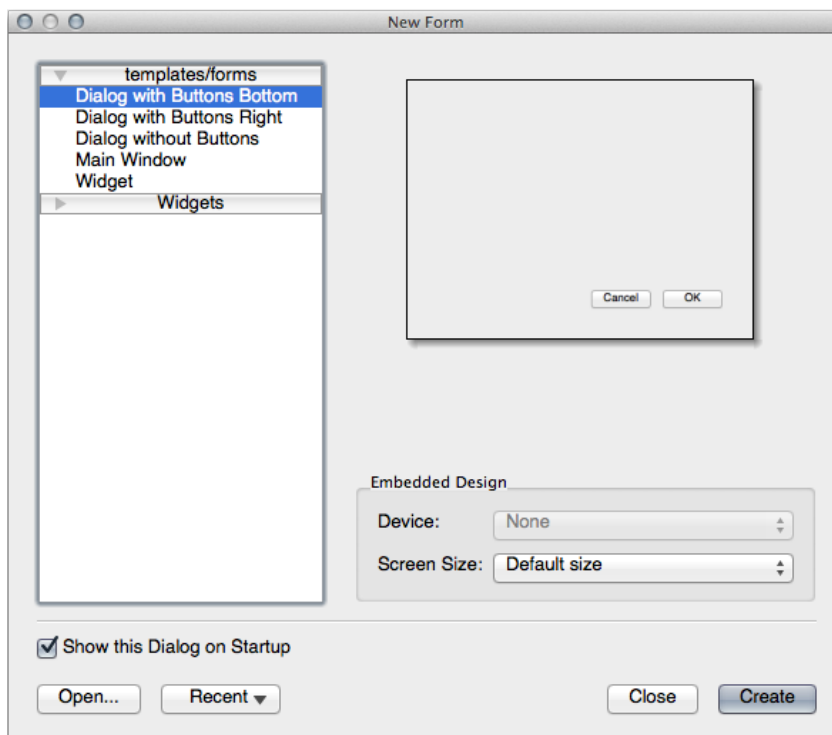 New Form
templates/forms
Dialog with Buttons Bottom
Dialog with Buttons Right
Dialog without Buttons
Main Window
Widget
Widgets
Cancel OK
Embedded Design
Device: None
Screen Size: Default size
Show this Dialog on Startup
Open... Recent Close Create